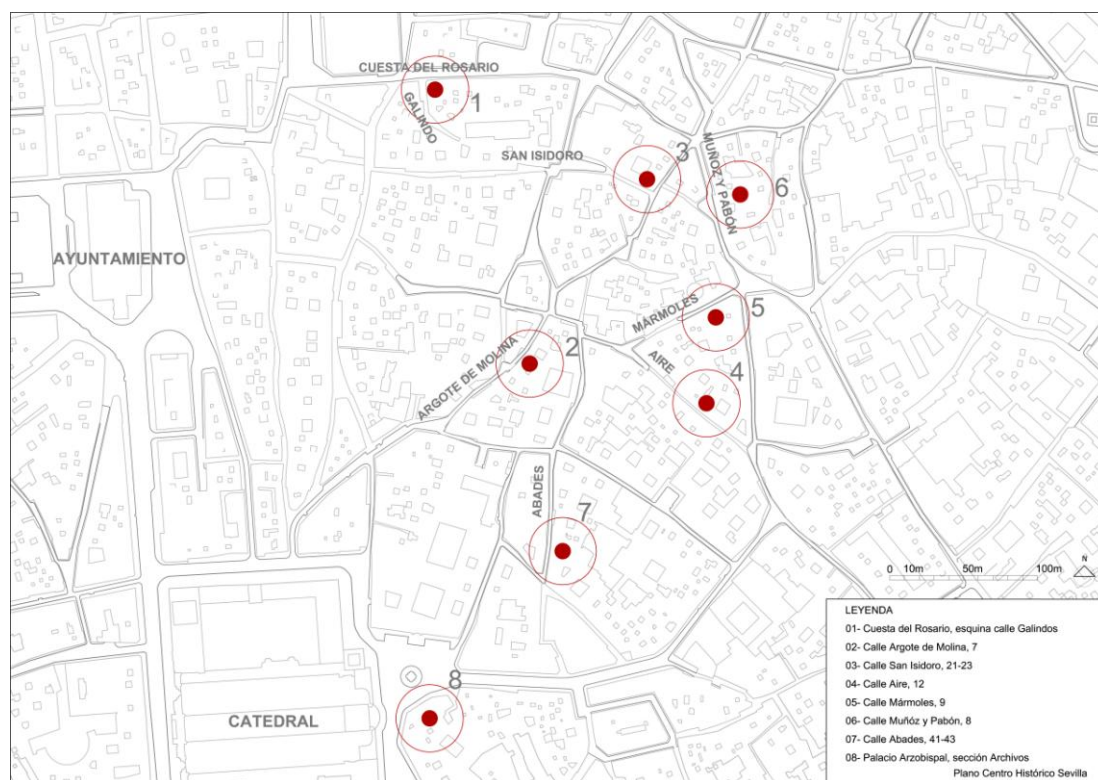 CUESTA DEL ROSARIO
1
GALINDO
SAN ISIDORO
3
MUÑOZ Y PABÓN
6
AYUNTAMIENTO
MÁRMOLES
5
ARGOTE DE MOLINA
2
AIRE
4
ABADES
7
0 10m 50m 100m
N
8
CATEDRAL
LEYENDA
01- Cuesta del Rosario, esquina calle Galindos
02- Calle Argote de Molina, 7
03- Calle San Isidoro, 21-23
04- Calle Aire, 12
05- Calle Mármoles, 9
06- Calle Muñóz y Pabón, 8
07- Calle Abades, 41-43
08- Palacio Arzobispal, sección Archivos
Plano Centro Histórico Sevilla